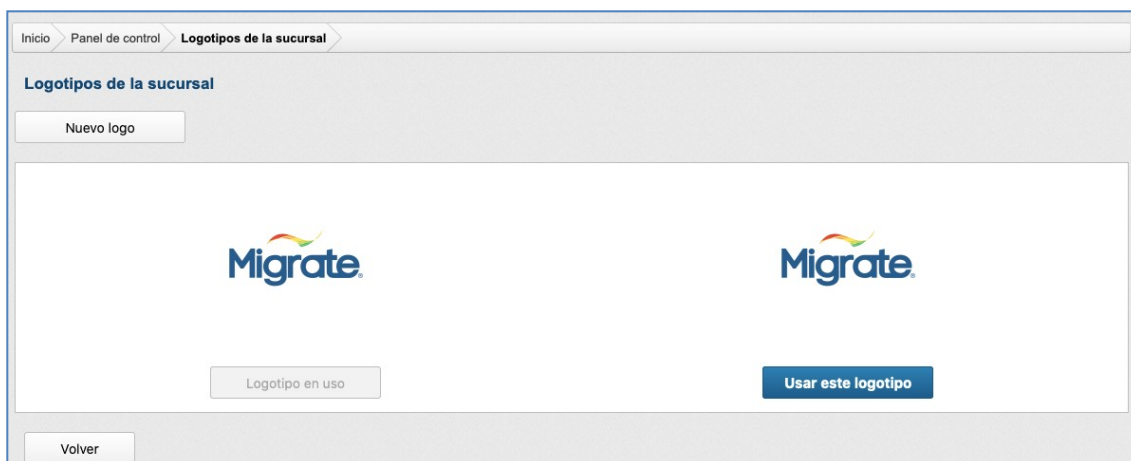 Inicio Panel de control Logotipos de la sucursal
Logotipos de la sucursal
Nuevo logo
Migrate® Migrate®
Logotipo en uso Usar este logotipo
Volver